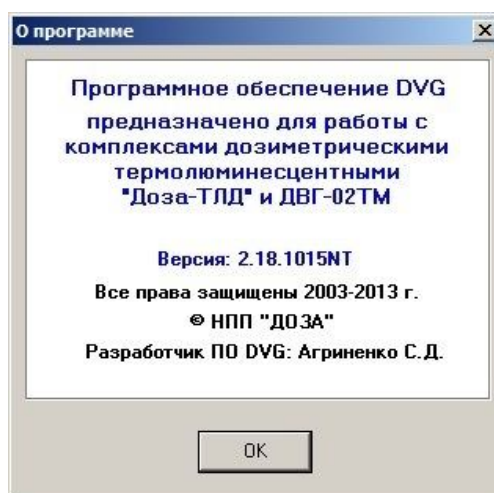 О программе
Программное обеспечение DVG
предназначено для работы с
комплексами дозиметрическими
термолюминесцентными
"Доза-ТЛД" и ДВГ-02ТМ
Версия: 2.18.1015NT
Все права защищены 2003-2013 г.
© НПП "ДОЗА"
Разработчик ПО DVG: Агриненко С.Д.
OK